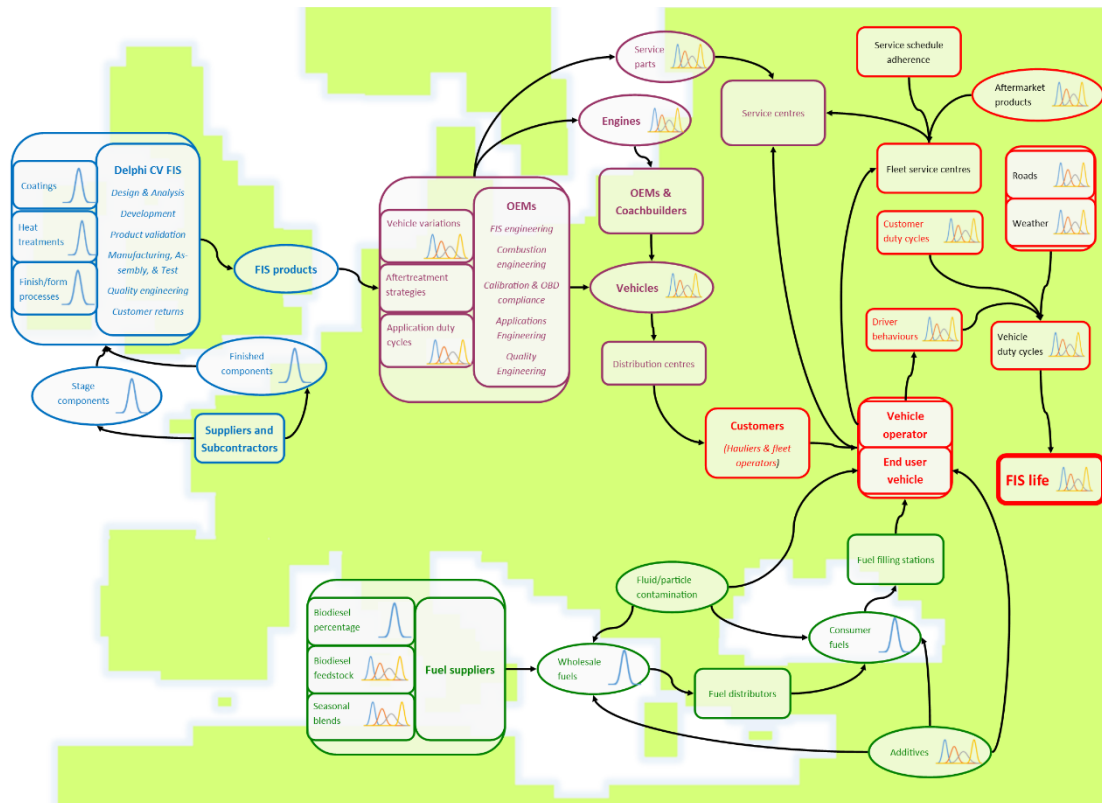 Service
parts
Service schedule
adherence
Aftermarket
products
Engines
Service centres
Delphi CV FIS
Coatings
Design & Analysis
Development
Heat
treatments
Product validation
Manufacturing, As-
sembly, & Test
Finish/form
processes
Quality engineering
Customer returns
FIS products
Vehicle variations
OEMs
FIS engineering
Combustion
engineering
Aftertreatment
strategies
Calibration & OBD
compliance
Application duty
cycles
Applications
Engineering
Quality
Engineering
OEMs &
Coachbuilders
Vehicles
Distribution centres
Fleet service centres
Roads
Weather
Customer
duty cycles
Driver
behaviours
Vehicle
duty cycles
Finished
components
Stage
components
Suppliers and
Subcontractors
Customers
(Hauliers & fleet
operators)
Vehicle
operator
End user
vehicle
FIS life
Fuel filling stations
Fluid/particle
contamination
Biodiesel
percentage
Biodiesel
feedstock
Seasonal
blends
Fuel suppliers
Wholesale
fuels
Consumer
fuels
Fuel distributors
Additives